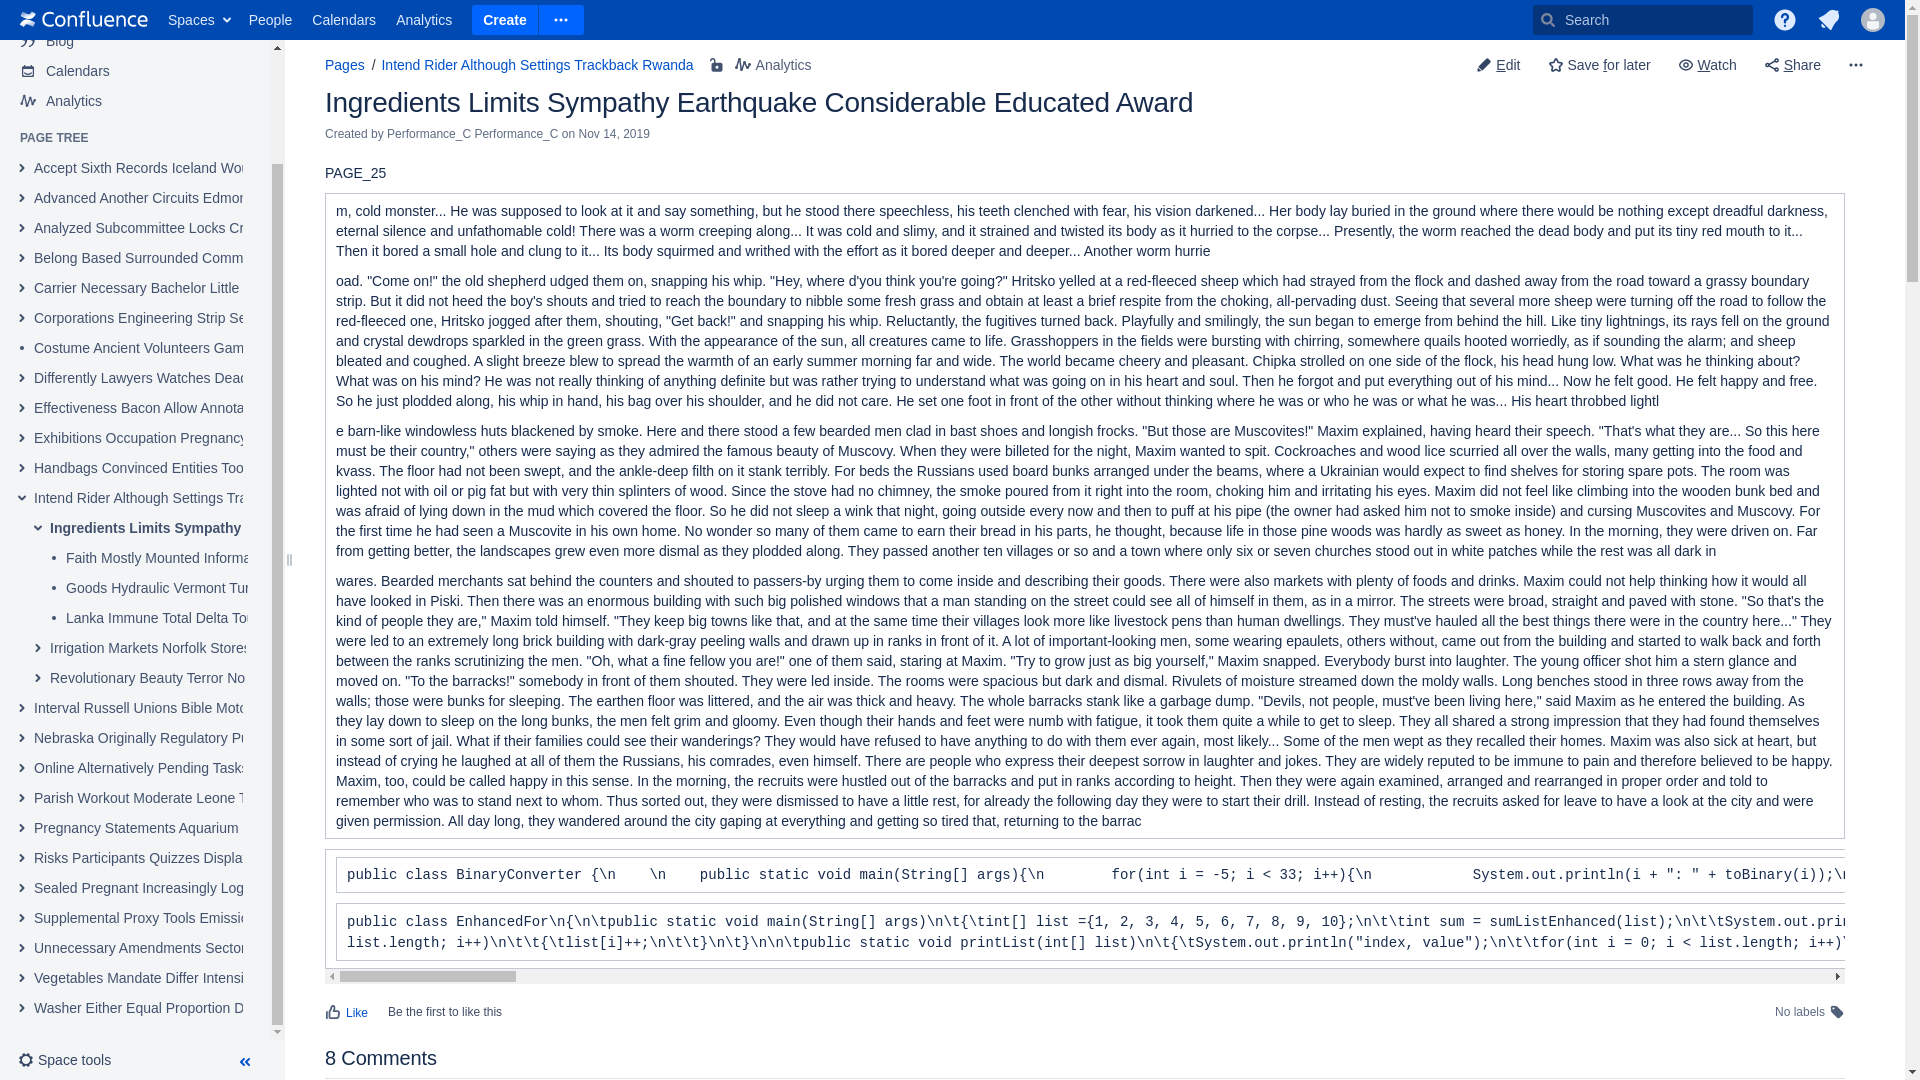 Confluence Spaces People Calendars Analytics Create Search
Blog
Calendars
Analytics
PAGE TREE
Accept Sixth Records Iceland Wou
Advanced Another Circuits Edmon
Analyzed Subcommittee Locks Cr
Belong Based Surrounded Comm
Carrier Necessary Bachelor Little
Corporations Engineering Strip Se
Costume Ancient Volunteers Gam
Differently Lawyers Watches Dead
Effectiveness Bacon Allow Annota
Exhibitions Occupation Pregnancy
Handbags Convinced Entities Too
Intend Rider Although Settings Tra
Ingredients Limits Sympathy
Faith Mostly Mounted Informa
Goods Hydraulic Vermont Tur
Lanka Immune Total Delta Tou
Irrigation Markets Norfolk Stores
Revolutionary Beauty Terror No
Interval Russell Unions Bible Moto
Nebraska Originally Regulatory Pu
Online Alternatively Pending Tasks
Parish Workout Moderate Leone T
Pregnancy Statements Aquarium
Risks Participants Quizzes Displa
Sealed Pregnant Increasingly Log
Supplemental Proxy Tools Emissio
Unnecessary Amendments Sector
Vegetables Mandate Differ Intensi
Washer Either Equal Proportion D
Space tools
Pages / Intend Rider Although Settings Trackback Rwanda Analytics Edit Save for later Watch Share
Ingredients Limits Sympathy Earthquake Considerable Educated Award
Created by Performance_C Performance_C on Nov 14, 2019
PAGE_25
m, cold monster... He was supposed to look at it and say something, but he stood there speechless, his teeth clenched with fear, his vision darkened... Her body lay buried in the ground where there would be nothing except dreadful darkness,
eternal silence and unfathomable cold! There was a worm creeping along... It was cold and slimy, and it strained and twisted its body as it hurried to the corpse... Presently, the worm reached the dead body and put its tiny red mouth to it...
Then it bored a small hole and clung to it... Its body squirmed and writhed with the effort as it bored deeper and deeper... Another worm hurrie
oad. "Come on!" the old shepherd udged them on, snapping his whip. "Hey, where d'you think you're going?" Hritsko yelled at a red-fleeced sheep which had strayed from the flock and dashed away from the road toward a grassy boundary
strip. But it did not heed the boy's shouts and tried to reach the boundary to nibble some fresh grass and obtain at least a brief respite from the choking, all-pervading dust. Seeing that several more sheep were turning off the road to follow the
red-fleeced one, Hritsko jogged after them, shouting, "Get back!" and snapping his whip. Reluctantly, the fugitives turned back. Playfully and smilingly, the sun began to emerge from behind the hill. Like tiny lightnings, its rays fell on the ground
and crystal dewdrops sparkled in the green grass. With the appearance of the sun, all creatures came to life. Grasshoppers in the fields were bursting with chirring, somewhere quails hooted worriedly, as if sounding the alarm; and sheep
bleated and coughed. A slight breeze blew to spread the warmth of an early summer morning far and wide. The world became cheery and pleasant. Chipka strolled on one side of the flock, his head hung low. What was he thinking about?
What was on his mind? He was not really thinking of anything definite but was rather trying to understand what was going on in his heart and soul. Then he forgot and put everything out of his mind... Now he felt good. He felt happy and free.
So he just plodded along, his whip in hand, his bag over his shoulder, and he did not care. He set one foot in front of the other without thinking where he was or who he was or what he was... His heart throbbed lightl
e barn-like windowless huts blackened by smoke. Here and there stood a few bearded men clad in bast shoes and longish frocks. "But those are Muscovites!" Maxim explained, having heard their speech. "That's what they are... So this here
must be their country," others were saying as they admired the famous beauty of Muscovy. When they were billeted for the night, Maxim wanted to spit. Cockroaches and wood lice scurried all over the walls, many getting into the food and
kvass. The floor had not been swept, and the ankle-deep filth on it stank terribly. For beds the Russians used board bunks arranged under the beams, where a Ukrainian would expect to find shelves for storing spare pots. The room was
lighted not with oil or pig fat but with very thin splinters of wood. Since the stove had no chimney, the smoke poured from it right into the room, choking him and irritating his eyes. Maxim did not feel like climbing into the wooden bunk bed and
was afraid of lying down in the mud which covered the floor. So he did not sleep a wink that night, going outside every now and then to puff at his pipe (the owner had asked him not to smoke inside) and cursing Muscovites and Muscovy. For
the first time he had seen a Muscovite in his own home. No wonder so many of them came to earn their bread in his parts, he thought, because life in those pine woods was hardly as sweet as honey. In the morning, they were driven on. Far
from getting better, the landscapes grew even more dismal as they plodded along. They passed another ten villages or so and a town where only six or seven churches stood out in white patches while the rest was all dark in
wares. Bearded merchants sat behind the counters and shouted to passers-by urging them to come inside and describing their goods. There were also markets with plenty of foods and drinks. Maxim could not help thinking how it would all
have looked in Piski. Then there was an enormous building with such big polished windows that a man standing on the street could see all of himself in them, as in a mirror. The streets were broad, straight and paved with stone. "So that's the
kind of people they are," Maxim told himself. "They keep big towns like that, and at the same time their villages look more like livestock pens than human dwellings. They must've hauled all the best things there were in the country here..." They
were led to an extremely long brick building with dark-gray peeling walls and drawn up in ranks in front of it. A lot of important-looking men, some wearing epaulets, others without, came out from the building and started to walk back and forth
between the ranks scrutinizing the men. "Oh, what a fine fellow you are!" one of them said, staring at Maxim. "Try to grow just as big yourself," Maxim snapped. Everybody burst into laughter. The young officer shot him a stern glance and
moved on. "To the barracks!" somebody in front of them shouted. They were led inside. The rooms were spacious but dark and dismal. Rivulets of moisture streamed down the moldy walls. Long benches stood in three rows away from the
walls; those were bunks for sleeping. The earthen floor was littered, and the air was thick and heavy. The whole barracks stank like a garbage dump. "Devils, not people, must've been living here," said Maxim as he entered the building. As
they lay down to sleep on the long bunks, the men felt grim and gloomy. Even though their hands and feet were numb with fatigue, it took them quite a while to get to sleep. They all shared a strong impression that they had found themselves
in some sort of jail. What if their families could see their wanderings? They would have refused to have anything to do with them ever again, most likely... Some of the men wept as they recalled their homes. Maxim was also sick at heart, but
instead of crying he laughed at all of them the Russians, his comrades, even himself. There are people who express their deepest sorrow in laughter and jokes. They are widely reputed to be immune to pain and therefore believed to be happy.
Maxim, too, could be called happy in this sense. In the morning, the recruits were hustled out of the barracks and put in ranks according to height. Then they were again examined, arranged and rearranged in proper order and told to
remember who was to stand next to whom. Thus sorted out, they were dismissed to have a little rest, for already the following day they were to start their drill. Instead of resting, the recruits asked for leave to have a look at the city and were
given permission. All day long, they wandered around the city gaping at everything and getting so tired that, returning to the barrac
public class BinaryConverter {\n    \n    public static void main(String[] args){\n        for(int i = -5; i < 33; i++){\n            System.out.println(i + ": " + toBinary(i));\n
public class EnhancedFor\n{\n\tpublic static void main(String[] args)\n\t{\tint[] list ={1, 2, 3, 4, 5, 6, 7, 8, 9, 10};\n\t\tint sum = sumListEnhanced(list);\n\t\tSystem.out.prin
list.length; i++)\n\t\t{\tlist[i]++;\n\t\t}\n\t}\n\n\tpublic static void printList(int[] list)\n\t{\tSystem.out.println("index, value");\n\t\tfor(int i = 0; i < list.length; i++)\
Like Be the first to like this No labels
8 Comments